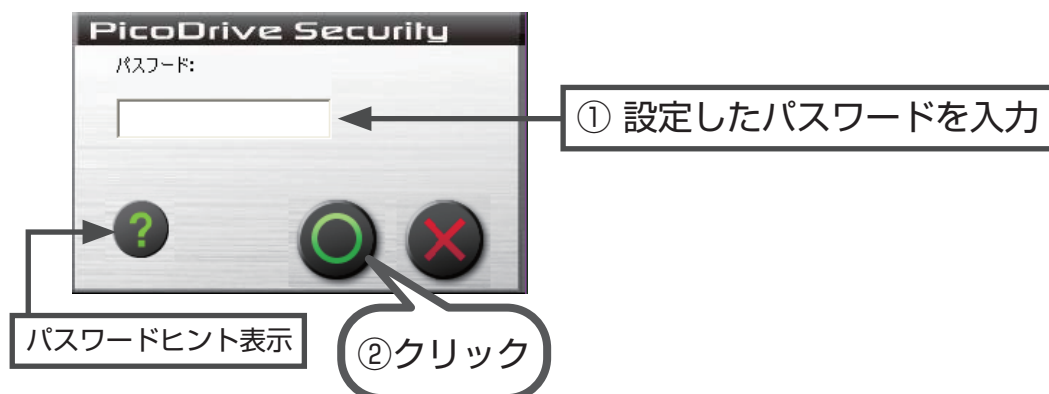 PicoDrive Security
パスワード:
① 設定したパスワードを入力
?
パスワードヒント表示
②クリック